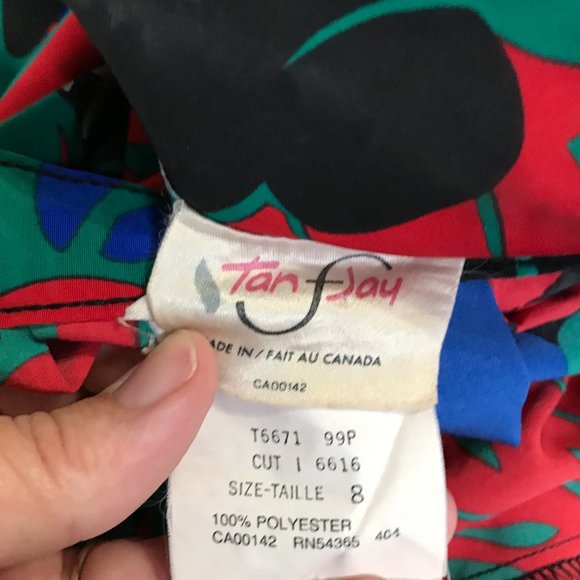 Tan Jay
ADE IN / FAIT AU CANADA
CA00142
T6671 99P
CUT 1 6616
SIZE-TAILLE 8
100% POLYESTER
CA00142 RN54365 404